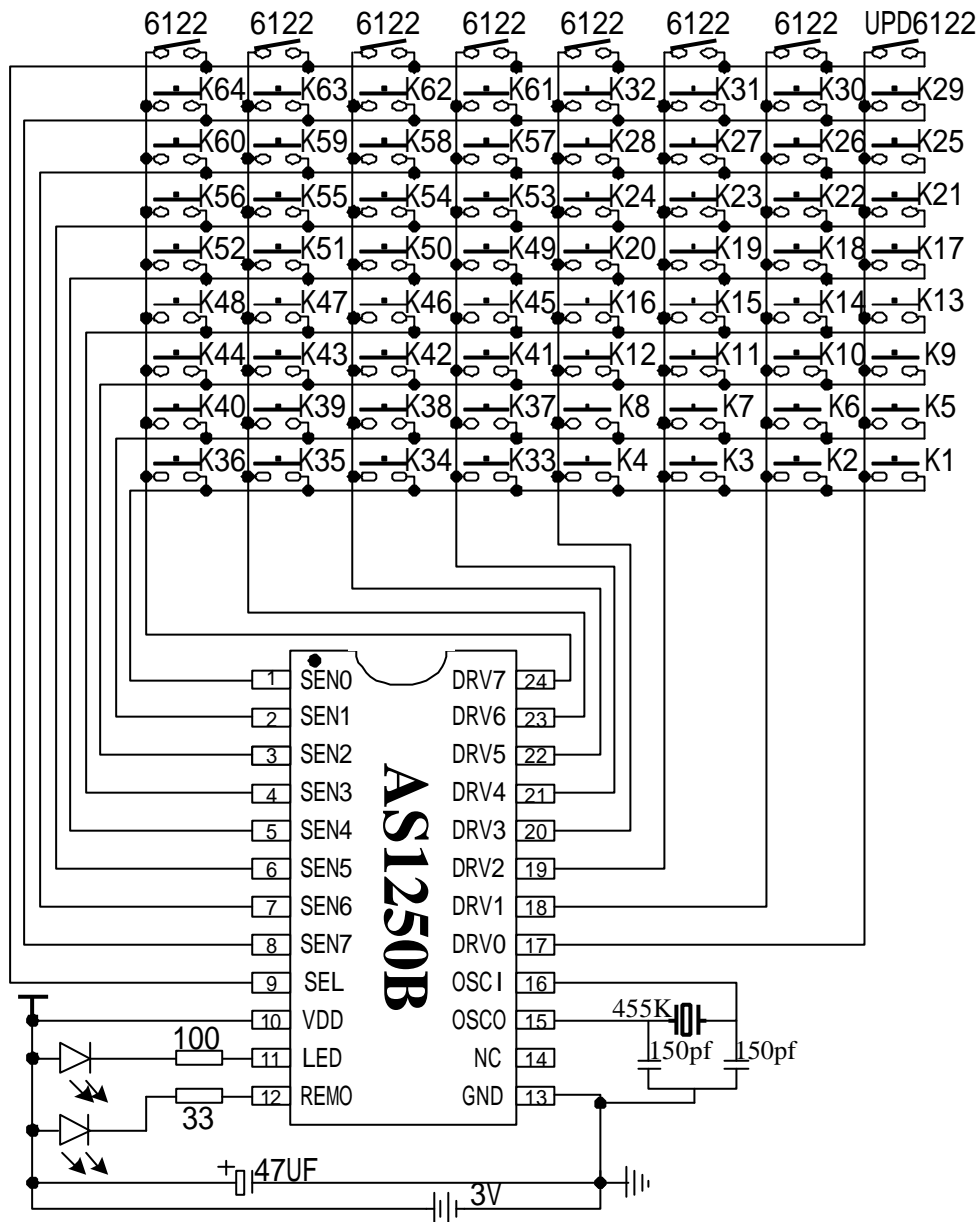 6122 6122 6122 6122 6122 6122 6122 UPD6122
K64 K63 K62 K61 K32 K31 K30 K29
K60 K59 K58 K57 K28 K27 K26 K25
K56 K55 K54 K53 K24 K23 K22 K21
K52 K51 K50 K49 K20 K19 K18 K17
K48 K47 K46 K45 K16 K15 K14 K13
K44 K43 K42 K41 K12 K11 K10 K9
K40 K39 K38 K37 K8 K7 K6 K5
K36 K35 K34 K33 K4 K3 K2 K1
1 SEN0 DRV7 24
2 SEN1 DRV6 23
3 SEN2 DRV5 22
4 SEN3 DRV4 21
5 SEN4 DRV3 20
6 SEN5 DRV2 19
7 SEN6 DRV1 18
8 SEN7 DRV0 17
9 SEL OSCI 16
10 VDD OSCO 15
11 LED NC 14
12 REMO GND 13
AS1250B
455K
150pf 150pf
100
33
+ 47UF
3V